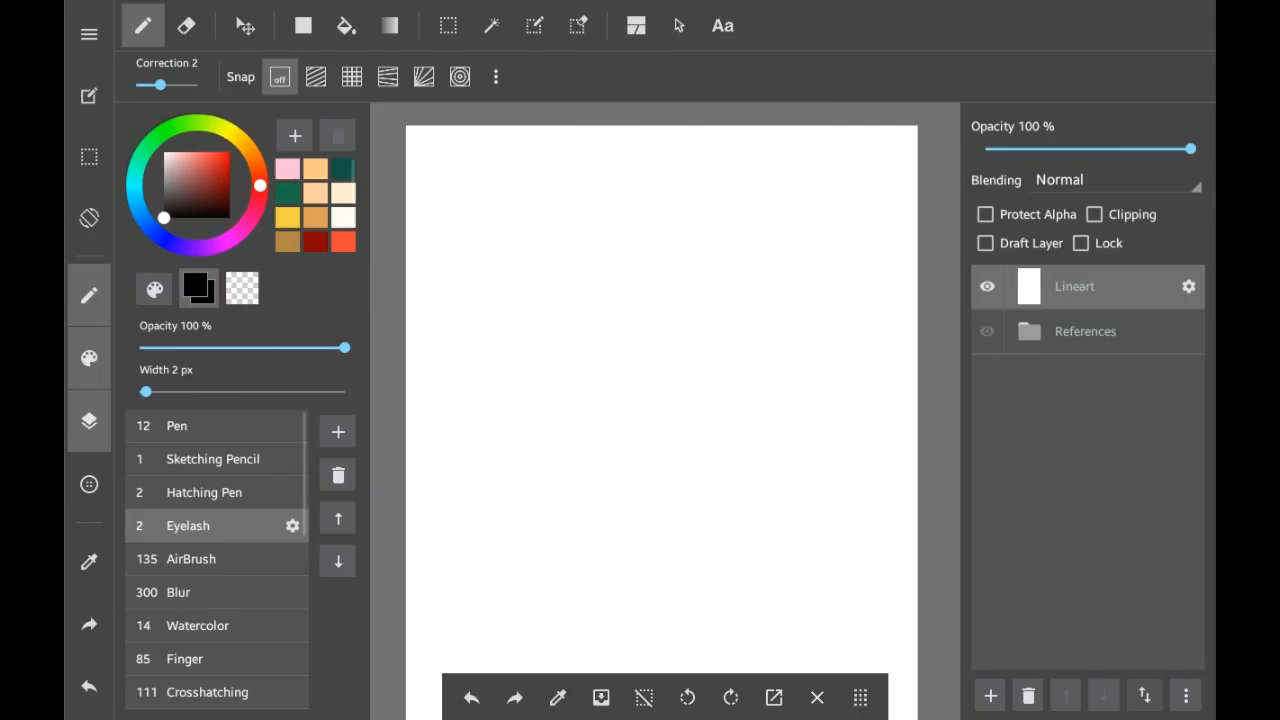 Aa
Correction 2
Snap
off
Opacity 100 %
Width 2 px
12 Pen
1 Sketching Pencil
2 Hatching Pen
2 Eyelash
135 AirBrush
300 Blur
14 Watercolor
85 Finger
111 Crosshatching
Opacity 100 %
Blending Normal
Protect Alpha Clipping
Draft Layer Lock
Lineart
References